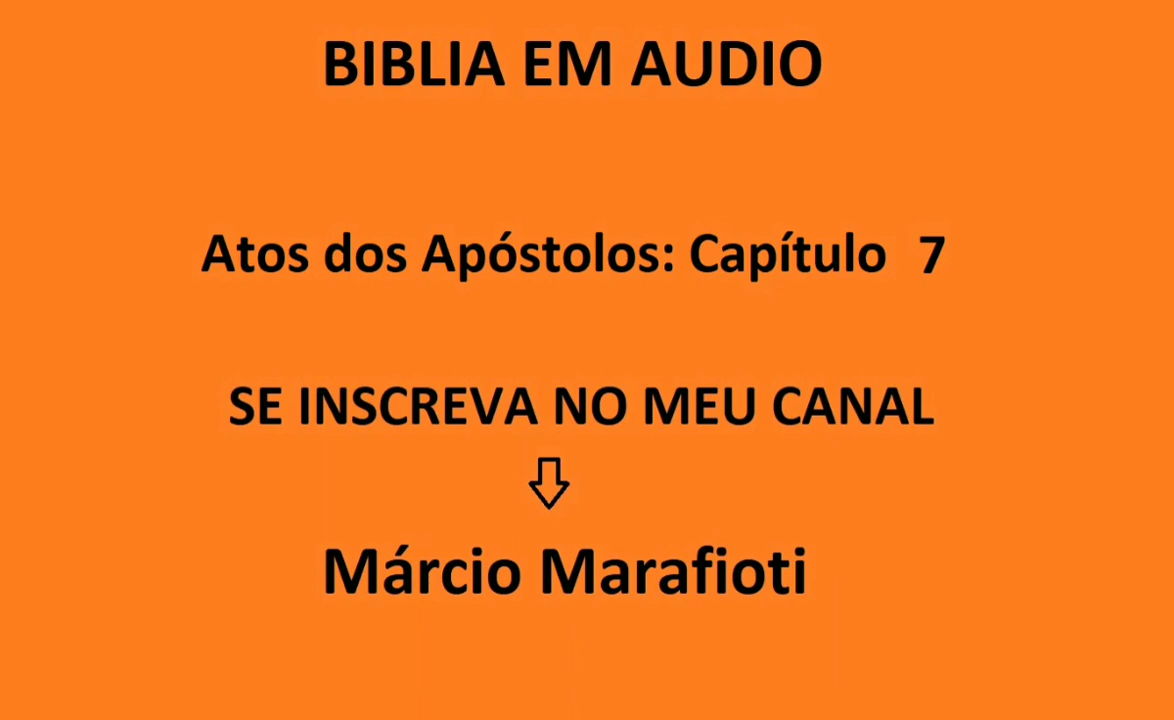 BIBLIA EM AUDIO
Atos dos Apóstolos: Capítulo 7
SE INSCREVA NO MEU CANAL
Márcio Marafioti